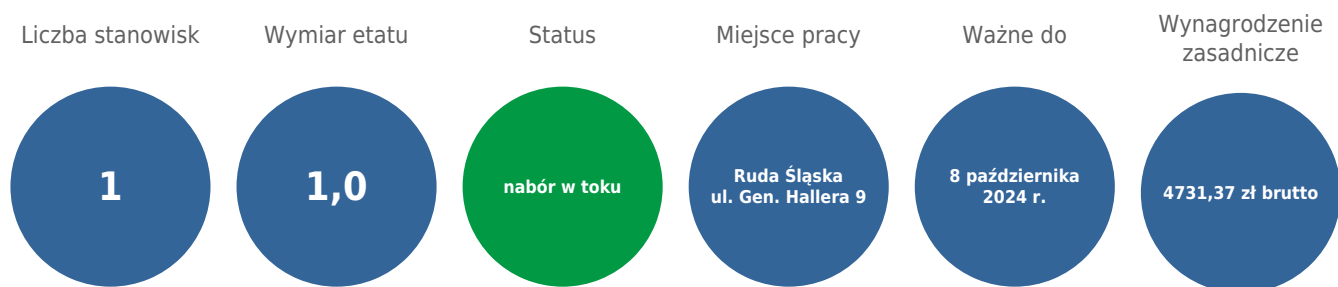 Liczba stanowisk
1
Wymiar etatu
1,0
Status
nabór w toku
Miejsce pracy
Ruda Śląska
ul. Gen. Hallera 9
Ważne do
8 października
2024 r.
Wynagrodzenie
zasadnicze
4731,37 zł brutto